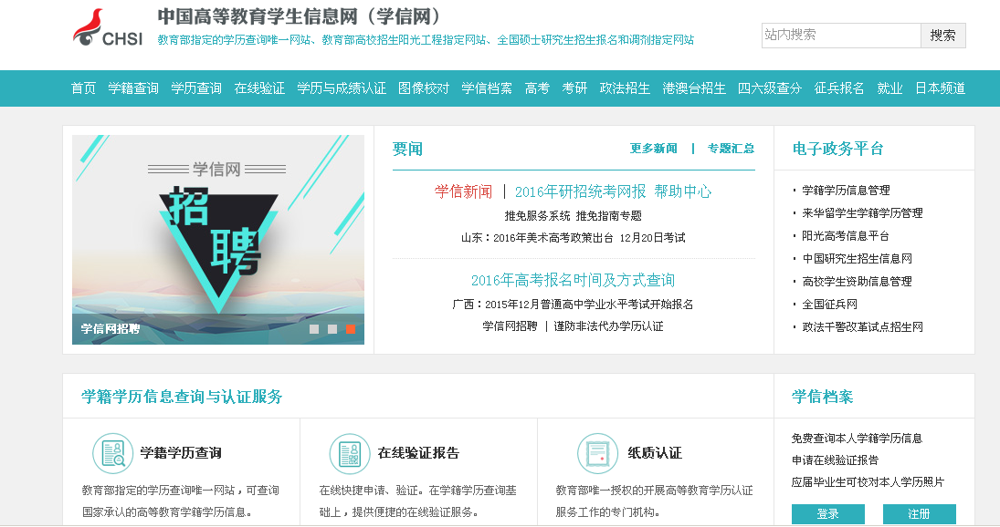 中国高等教育学生信息网（学信网）
CHSI
教育部指定的学历查询唯一网站、教育部高校招生阳光工程指定网站、全国硕士研究生招生报名和调剂指定网站
站内搜索 搜索
首页 学籍查询 学历查询 在线验证 学历与成绩认证 图像校对 学信档案 高考 考研 政法招生 港澳台招生 四六级查分 征兵报名 就业 日本频道
学信网
招
聘
学信网招聘
要闻 更多新闻 | 专题汇总
学信新闻 | 2016年研招统考网报 帮助中心
推免服务系统 推免指南专题
山东：2016年美术高考政策出台 12月20日考试
2016年高考报名时间及方式查询
广西：2015年12月普通高中学业水平考试开始报名
学信网招聘 | 谨防非法代办学历认证
电子政务平台
· 学籍学历信息管理
· 来华留学生学籍学历管理
· 阳光高考信息平台
· 中国研究生招生信息网
· 高校学生资助信息管理
· 全国征兵网
· 政法干警改革试点招生网
学籍学历信息查询与认证服务
学籍学历查询
教育部指定的学历查询唯一网站，可查询
国家承认的高等教育学籍学历信息。
在线验证报告
在线快捷申请、验证。在学籍学历查询基
础上，提供便捷的在线验证服务。
纸质认证
教育部唯一授权的开展高等教育学历认证
服务工作的专门机构。
学信档案
免费查询本人学籍学历信息
申请在线验证报告
应届毕业生可校对本人学历照片
登录 注册